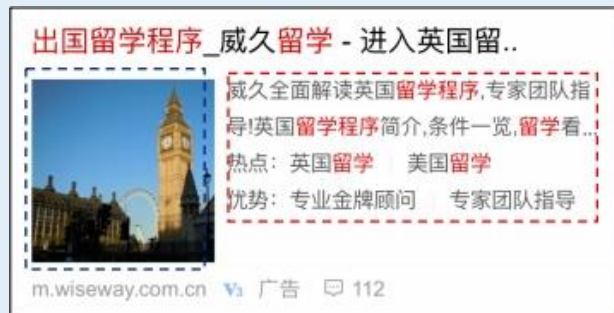 出国留学程序_威久留学 - 进入英国留..
威久全面解读英国留学程序,专家团队指
导!英国留学程序简介,条件一览,留学看...
热点：英国留学 美国留学
优势：专业金牌顾问 专家团队指导
m.wiseway.com.cn V3 广告 112